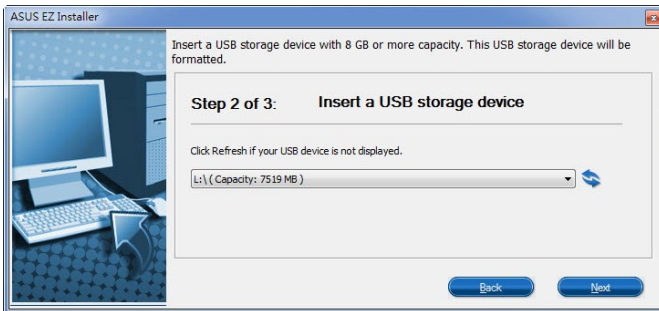 ASUS EZ Installer
Insert a USB storage device with 8 GB or more capacity. This USB storage device will be
formatted.
Step 2 of 3: Insert a USB storage device
Click Refresh if your USB device is not displayed.
L:\ ( Capacity: 7519 MB )
Back Next